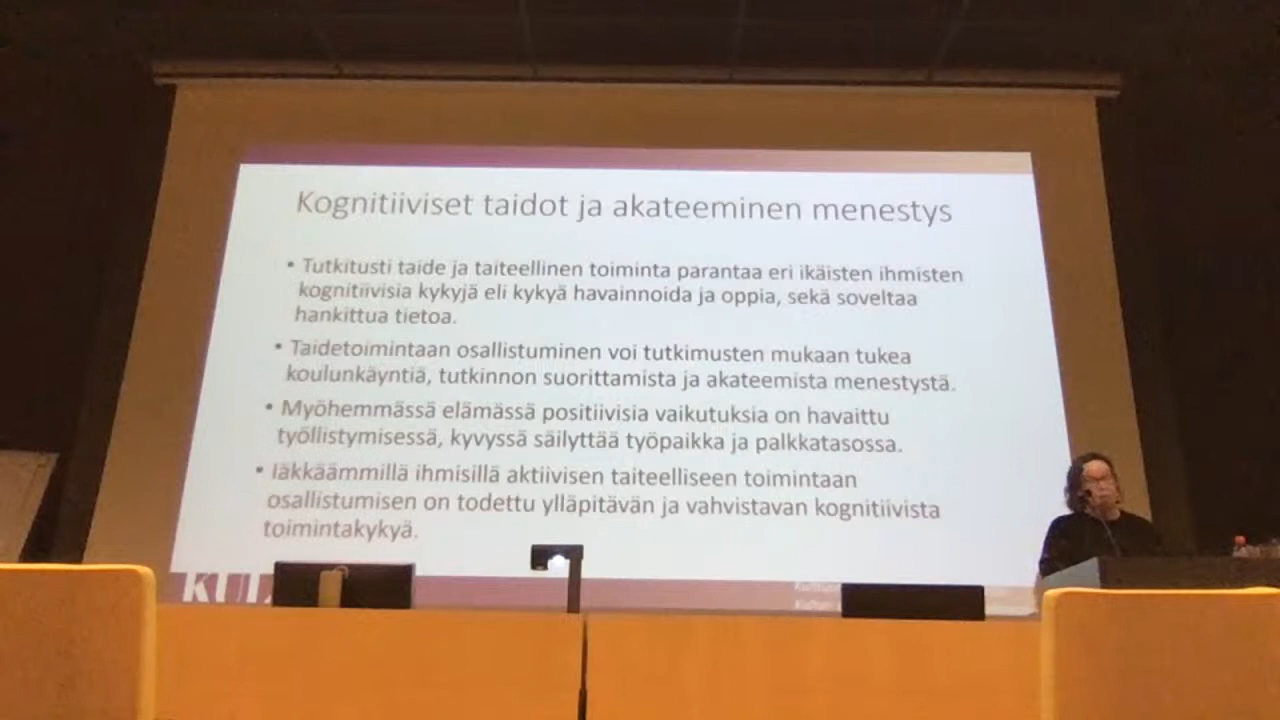 Kognitiiviset taidot ja akateeminen menestys
• Tutkitusti taide ja taiteellinen toiminta parantaa eri ikäisten ihmisten
kognitiivisia kykyjä eli kykyä havainnoida ja oppia, sekä soveltaa
hankittua tietoa.
• Taidetoimintaan osallistuminen voi tutkimusten mukaan tukea
koulunkäyntiä, tutkinnon suorittamista ja akateemista menestystä.
• Myöhemmässä elämässä positiivisia vaikutuksia on havaittu
työllistymisessä, kyvyssä säilyttää työpaikka ja palkkatasossa.
• Iäkkäämmillä ihmisillä aktiivisen taiteelliseen toimintaan
osallistumisen on todettu ylläpitävän ja vahvistavan kognitiivista
toimintakykyä.